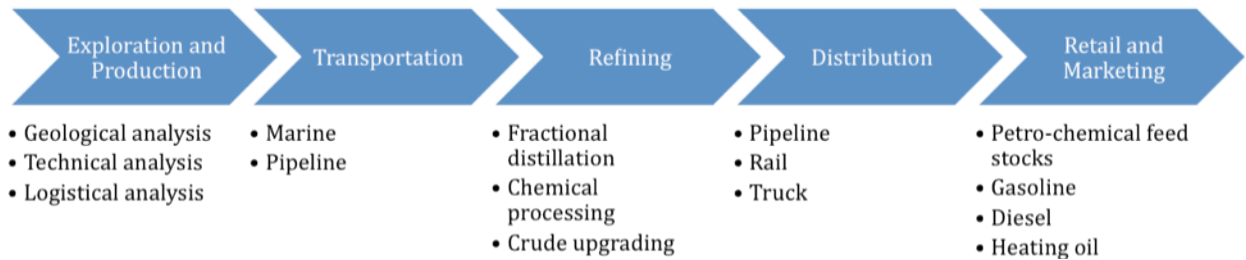 Exploration and
Production
Transportation
Refining
Distribution
Retail and
Marketing
• Geological analysis
• Technical analysis
• Logistical analysis
• Marine
• Pipeline
• Fractional
distillation
• Chemical
processing
• Crude upgrading
• Pipeline
• Rail
• Truck
• Petro-chemical feed
stocks
• Gasoline
• Diesel
• Heating oil